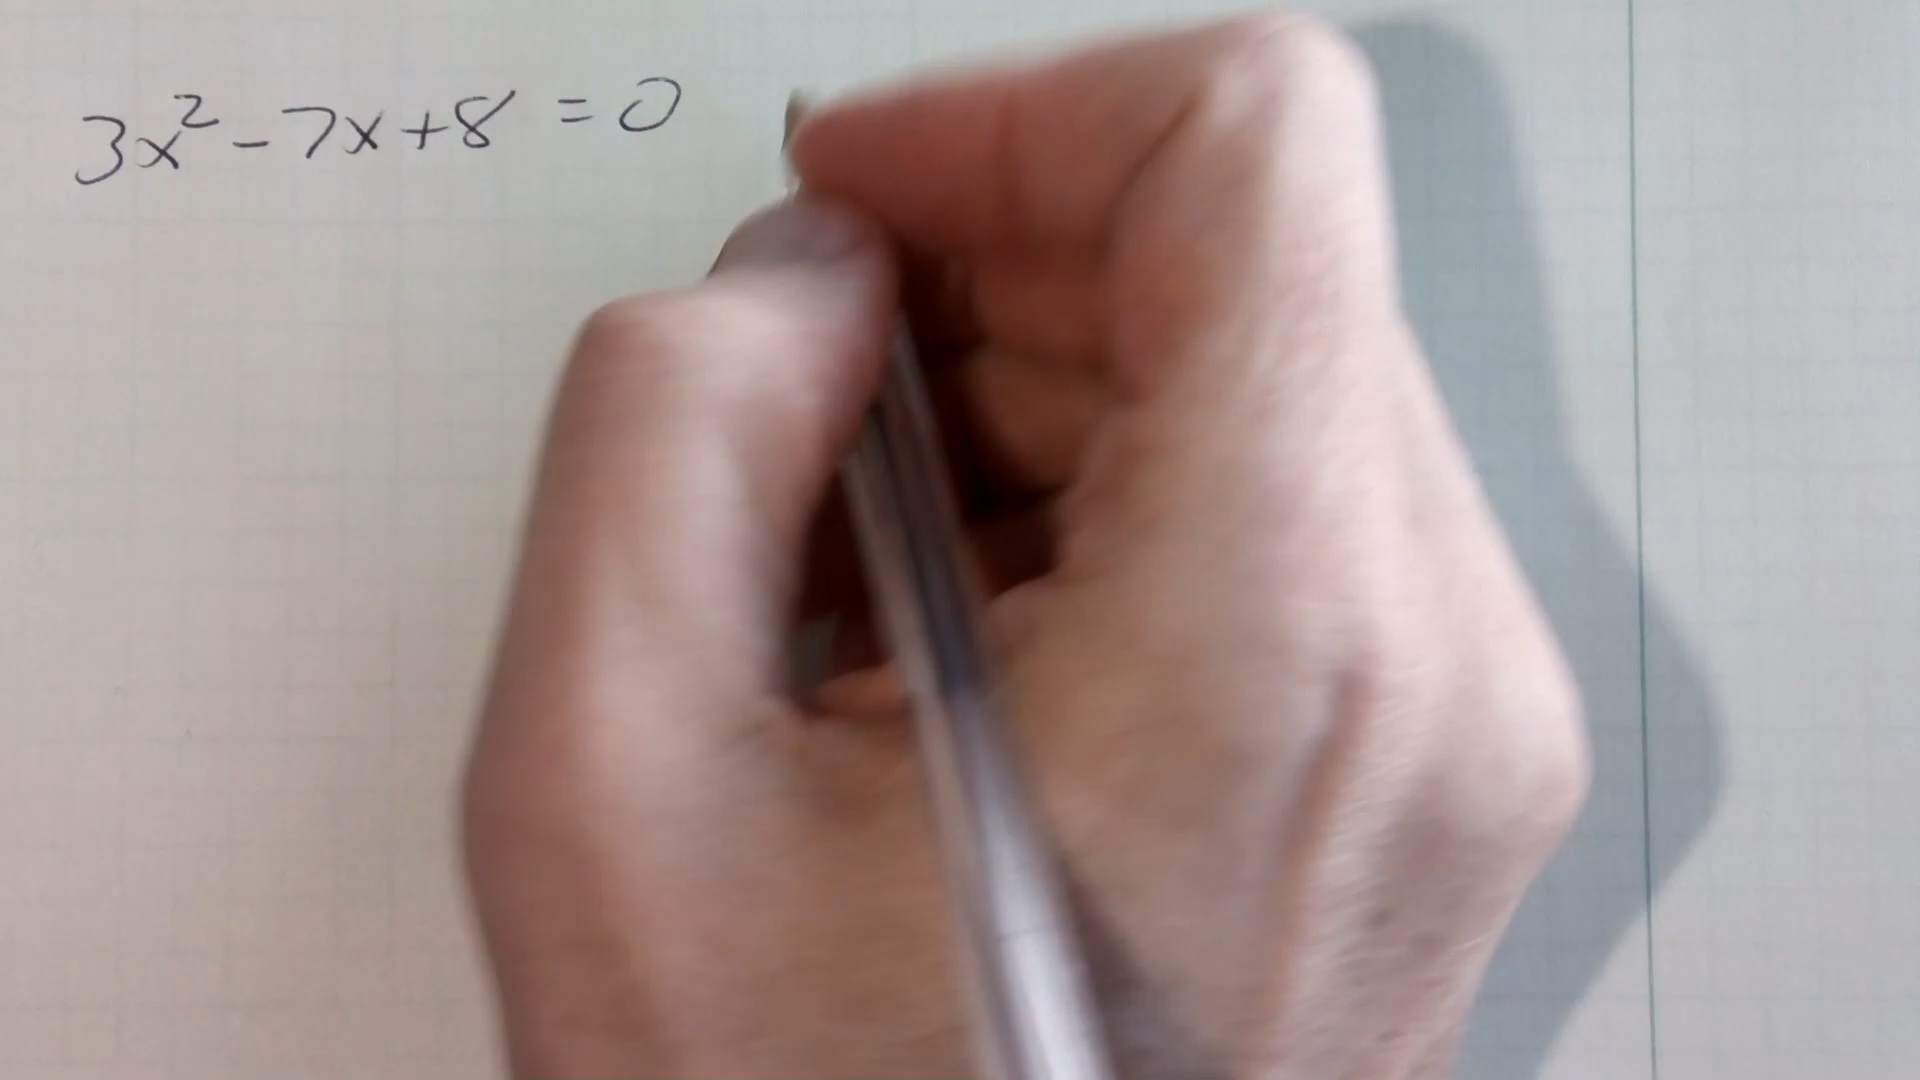 3x² - 7x + 8 = 0